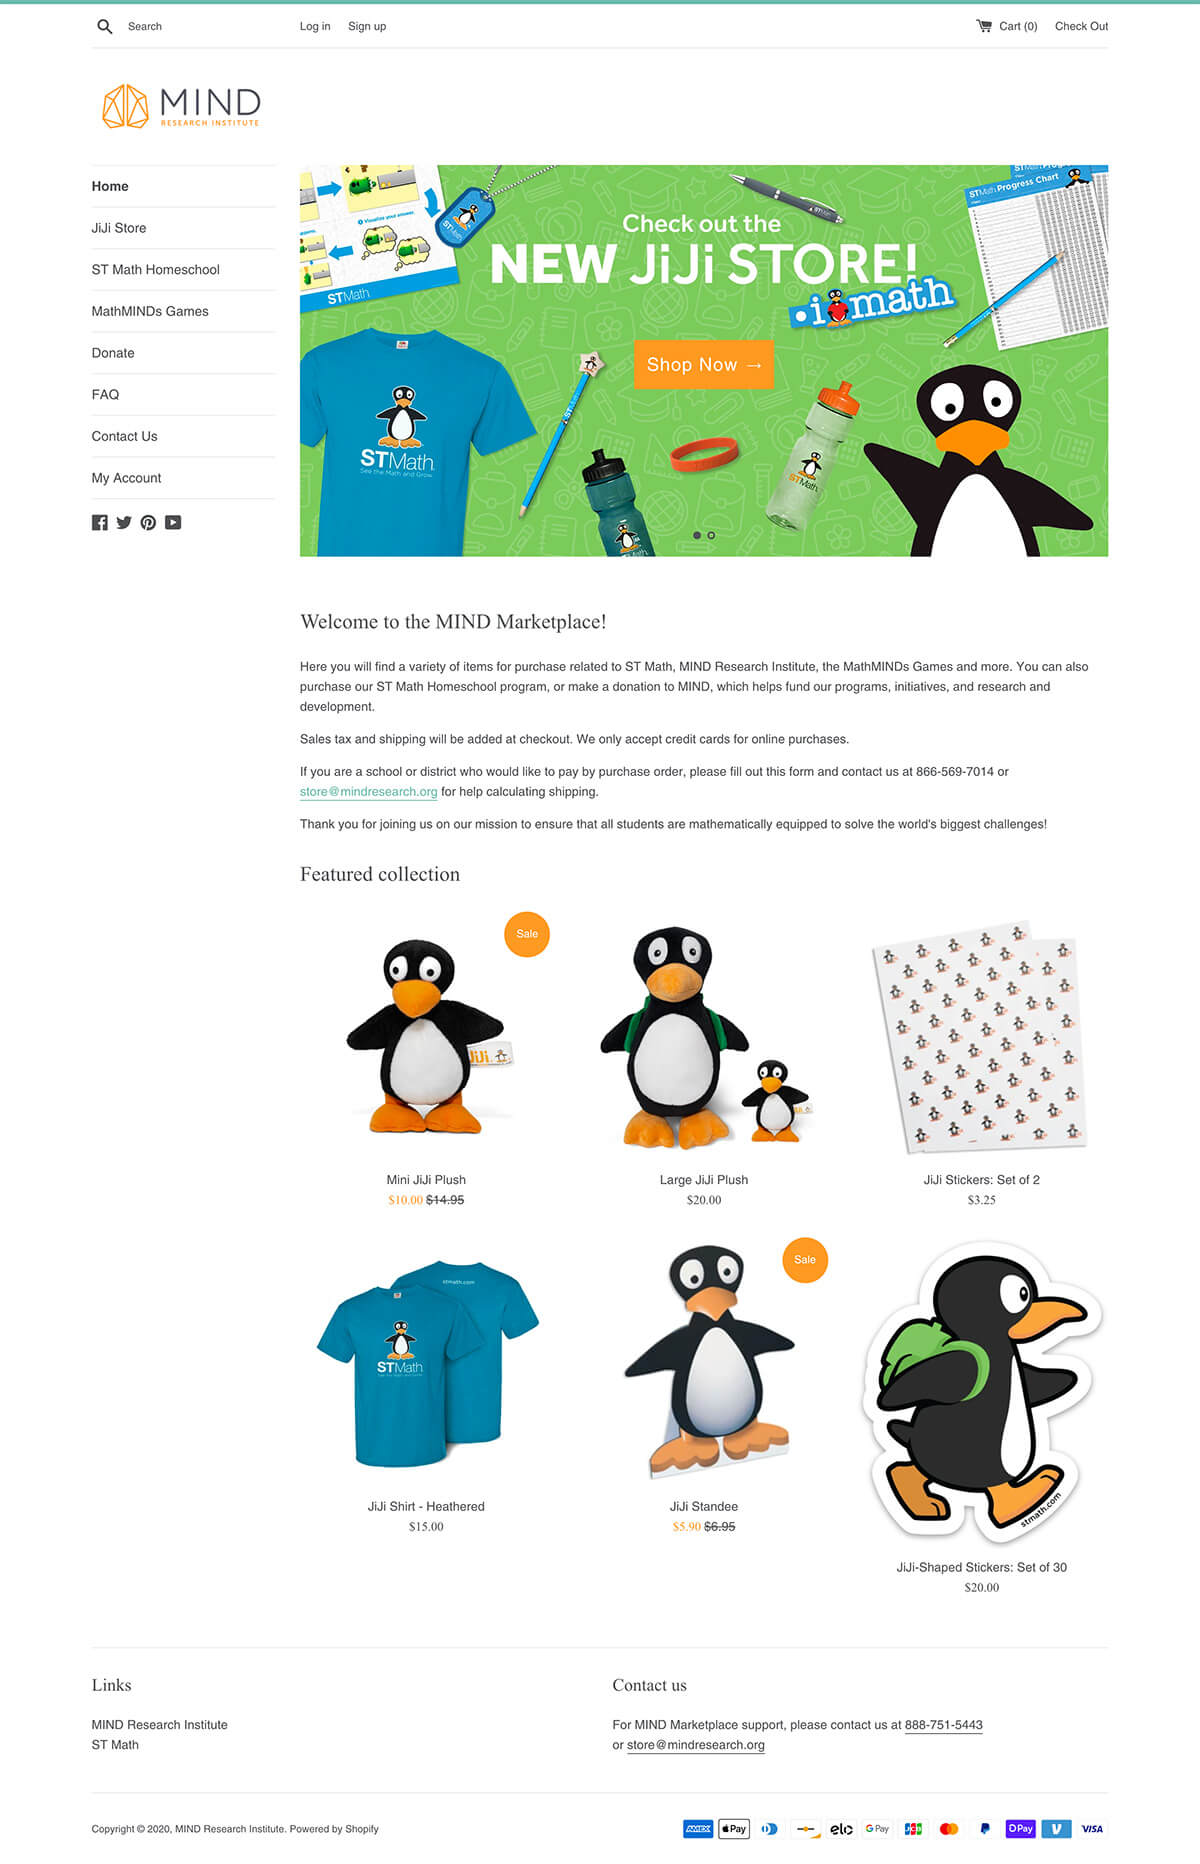 Search
Log in
Sign up
Cart (0)
Check Out
MIND
RESEARCH INSTITUTE
Home
JiJi Store
ST Math Homeschool
MathMINDs Games
Donate
FAQ
Contact Us
My Account
Visualize your answer.
STMath
STMath
STMath
STMath Progress Chart
Check out the
NEW JiJi STORE!
i math
Shop Now →
STMath
See the Math and Grow
STMath
STMath
Welcome to the MIND Marketplace!
Here you will find a variety of items for purchase related to ST Math, MIND Research Institute, the MathMINDs Games and more. You can also
purchase our ST Math Homeschool program, or make a donation to MIND, which helps fund our programs, initiatives, and research and
development.
Sales tax and shipping will be added at checkout. We only accept credit cards for online purchases.
If you are a school or district who would like to pay by purchase order, please fill out this form and contact us at 866-569-7014 or
store@mindresearch.org for help calculating shipping.
Thank you for joining us on our mission to ensure that all students are mathematically equipped to solve the world's biggest challenges!
Featured collection
Sale
JiJi
Mini JiJi Plush
$10.00 $14.95
Large JiJi Plush
$20.00
JiJi Stickers: Set of 2
$3.25
stmath.com
STMath
JiJi Shirt - Heathered
$15.00
Sale
JiJi Standee
$5.90 $6.95
stmath.com
JiJi-Shaped Stickers: Set of 30
$20.00
Links
MIND Research Institute
ST Math
Contact us
For MIND Marketplace support, please contact us at 888-751-5443
or store@mindresearch.org
Copyright © 2020, MIND Research Institute. Powered by Shopify
AMEX
Pay
elo
G Pay
JCB
Pay
VISA